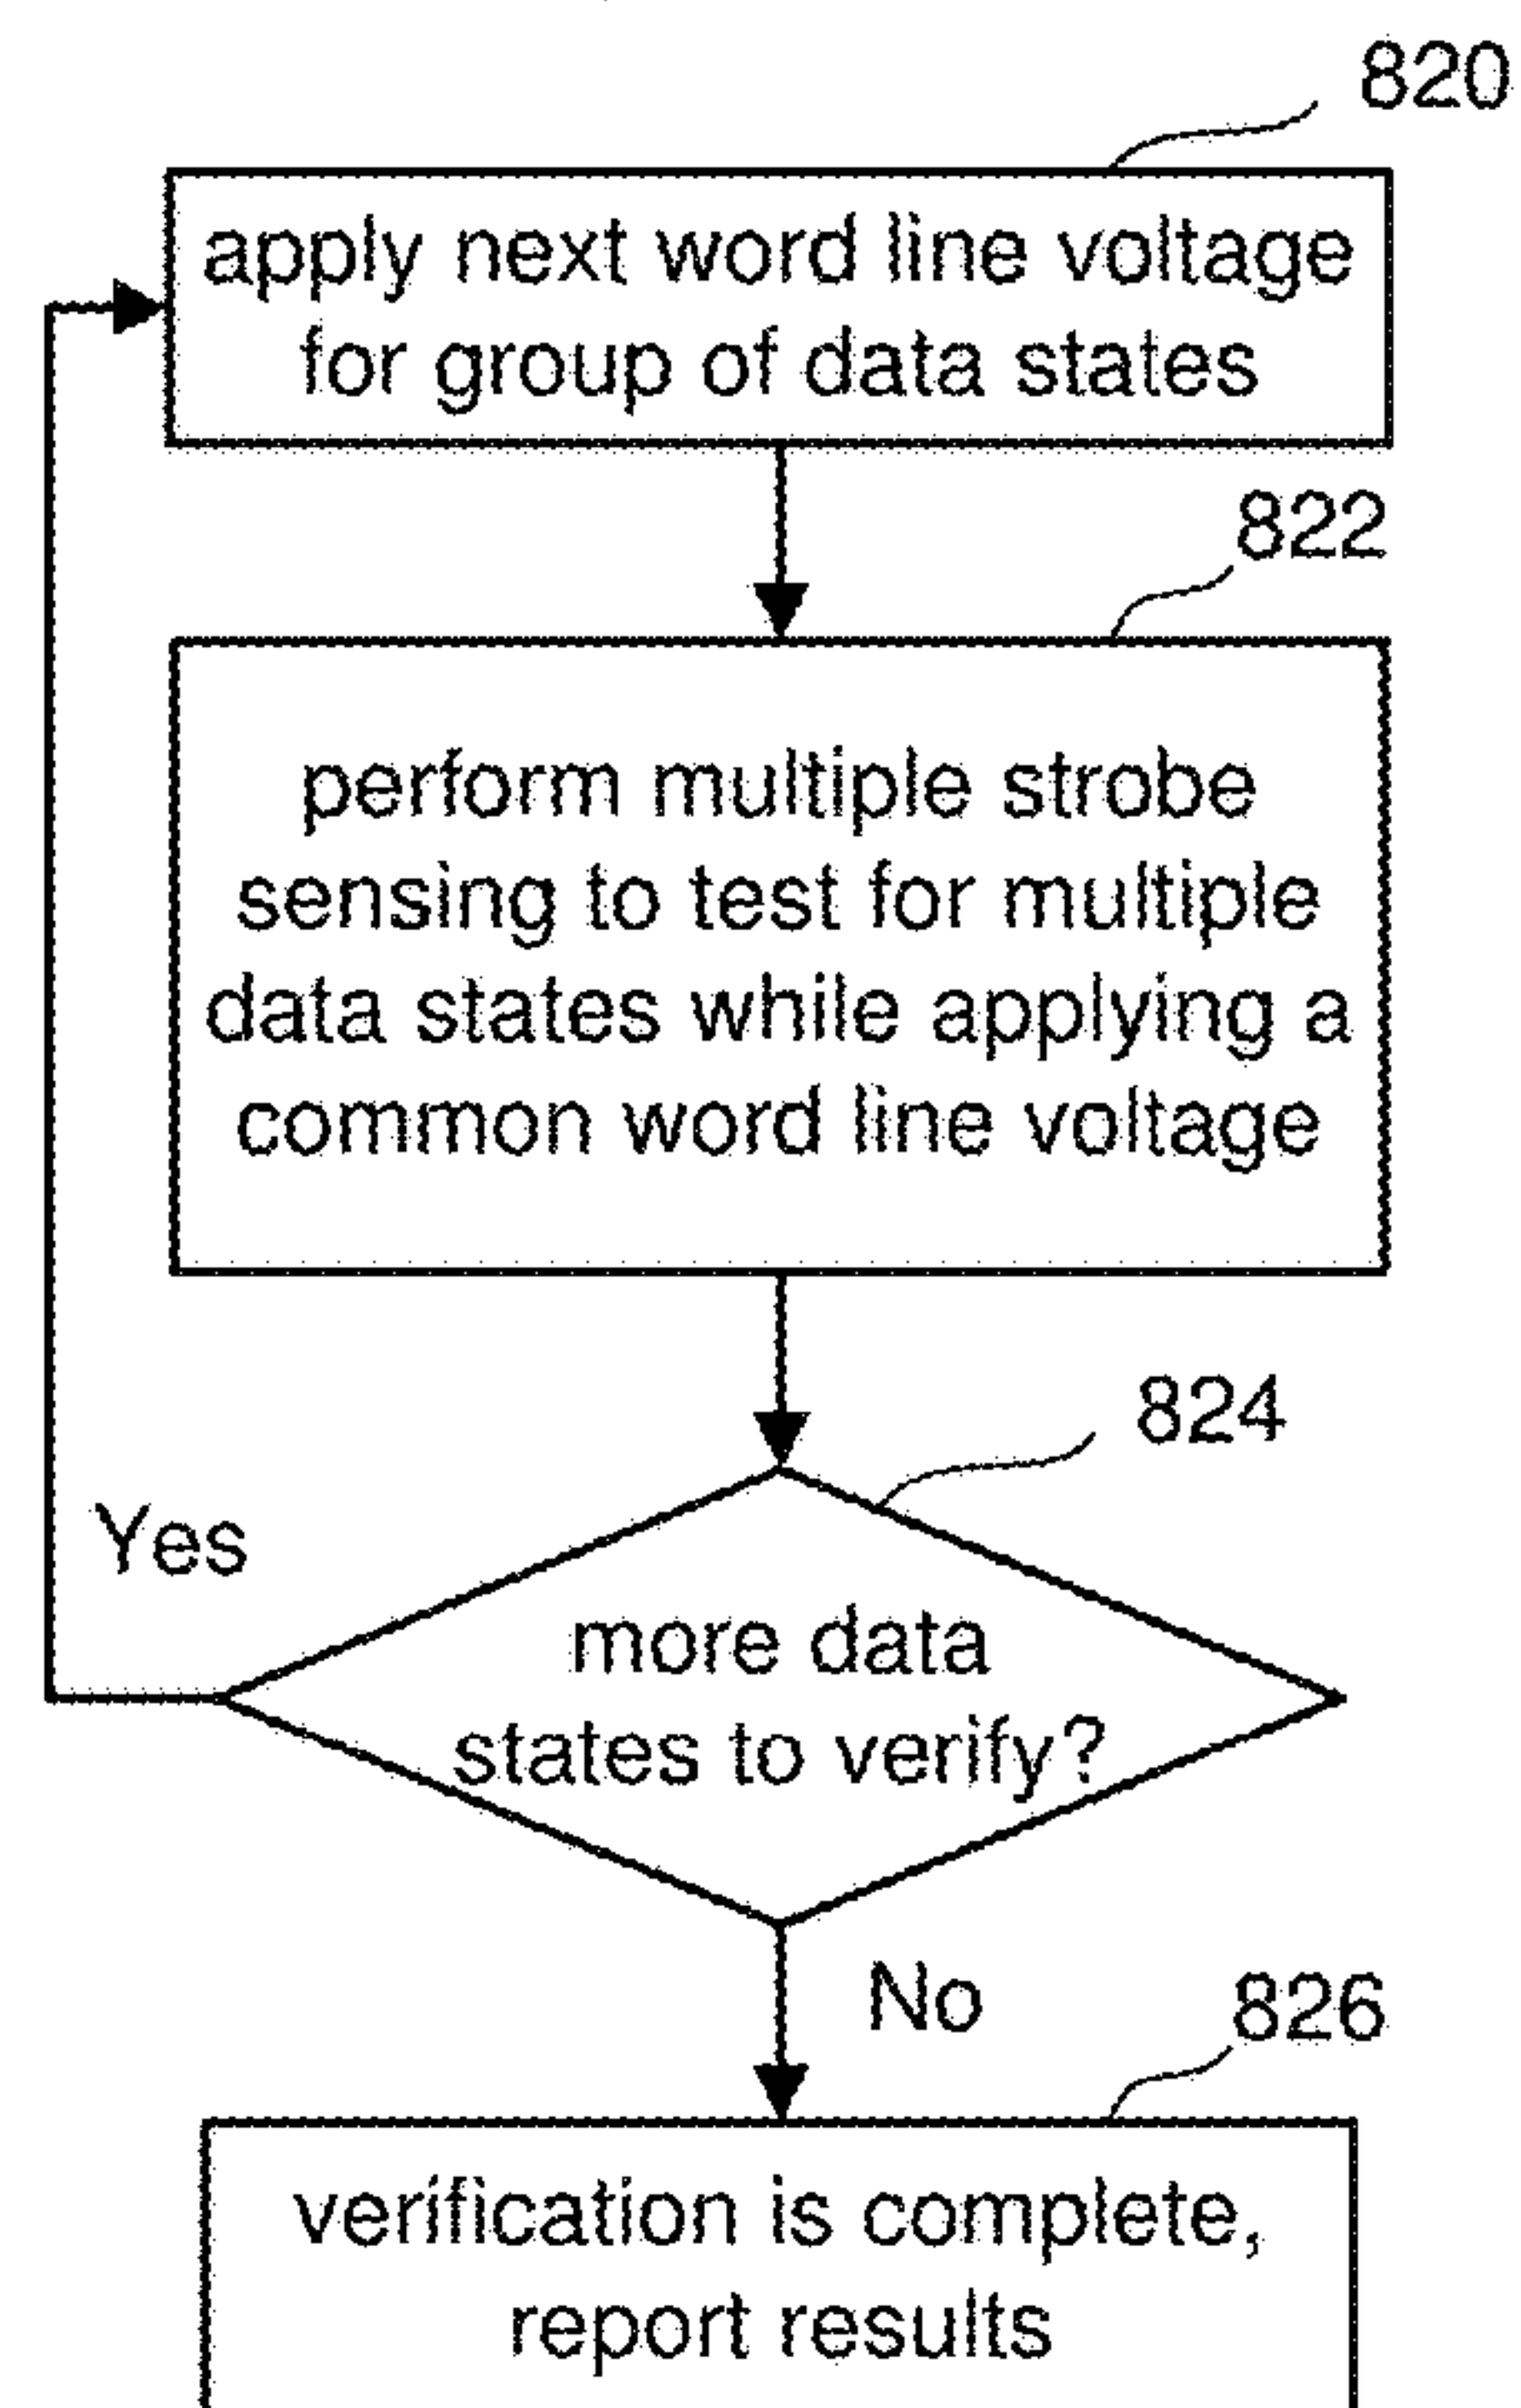 820
apply next word line voltage
for group of data states
822
perform multiple strobe
sensing to test for multiple
data states while applying a
common word line voltage
824
Yes
more data
states to verify?
No
826
verification is complete,
report results